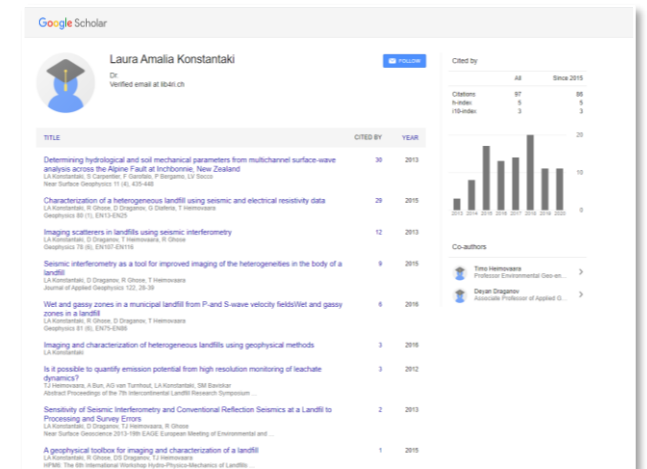 Google Scholar
Laura Amalia Konstantaki
Dr.
Verified email at lib4ri.ch
FOLLOW
TITLE
CITED BY
YEAR
Determining hydrological and soil mechanical parameters from multichannel surface-wave
analysis across the Alpine Fault at Inchbonnie, New Zealand
30
2013
LA Konstantaki, S Carpentier, F Garofalo, P Bergamo, LV Socco
Near Surface Geophysics 11 (4), 435-448
Characterization of a heterogeneous landfill using seismic and electrical resistivity data
29
2015
LA Konstantaki, R Ghose, D Draganov, G Diaferia, T Heimovaara
Geophysics 80 (1), EN13-EN25
Imaging scatterers in landfills using seismic interferometry
12
2013
LA Konstantaki, D Draganov, T Heimovaara, R Ghose
Geophysics 78 (6), EN107-EN116
Seismic interferometry as a tool for improved imaging of the heterogeneities in the body of a
landfill
9
2015
LA Konstantaki, D Draganov, R Ghose, T Heimovaara
Journal of Applied Geophysics 122, 28-39
Wet and gassy zones in a municipal landfill from P-and S-wave velocity fieldsWet and gassy
zones in a landfill
6
2016
LA Konstantaki, R Ghose, D Draganov, T Heimovaara
Geophysics 81 (6), EN75-EN86
Imaging and characterization of heterogeneous landfills using geophysical methods
3
2016
LA Konstantaki
Is it possible to quantify emission potential from high resolution monitoring of leachate
dynamics?
3
2012
TJ Heimovaara, A Bun, AG van Turnhout, LA Konstantaki, SM Baviskar
Abstract Proceedings of the 7th Intercontinental Landfill Research Symposium ...
Sensitivity of Seismic Interferometry and Conventional Reflection Seismics at a Landfill to
Processing and Survey Errors
2
2013
LA Konstantaki, D Draganov, TJ Heimovaara, R Ghose
Near Surface Geoscience 2013-19th EAGE European Meeting of Environmental and ...
A geophysical toolbox for imaging and characterization of a landfill
1
2015
LA Konstantaki, R Ghose, DS Draganov, TJ Heimovaara
HPM6: The 6th International Workshop Hydro-Physico-Mechanics of Landfills ...
Cited by
All
Since 2015
Citations
97
88
h-index
5
5
i10-index
3
3
20
10
0
2013 2014 2015 2016 2017 2018 2019 2020
Co-authors
Timo Heimovaara
Professor Environmental Geo-en...
Deyan Draganov
Associate Professor of Applied G...